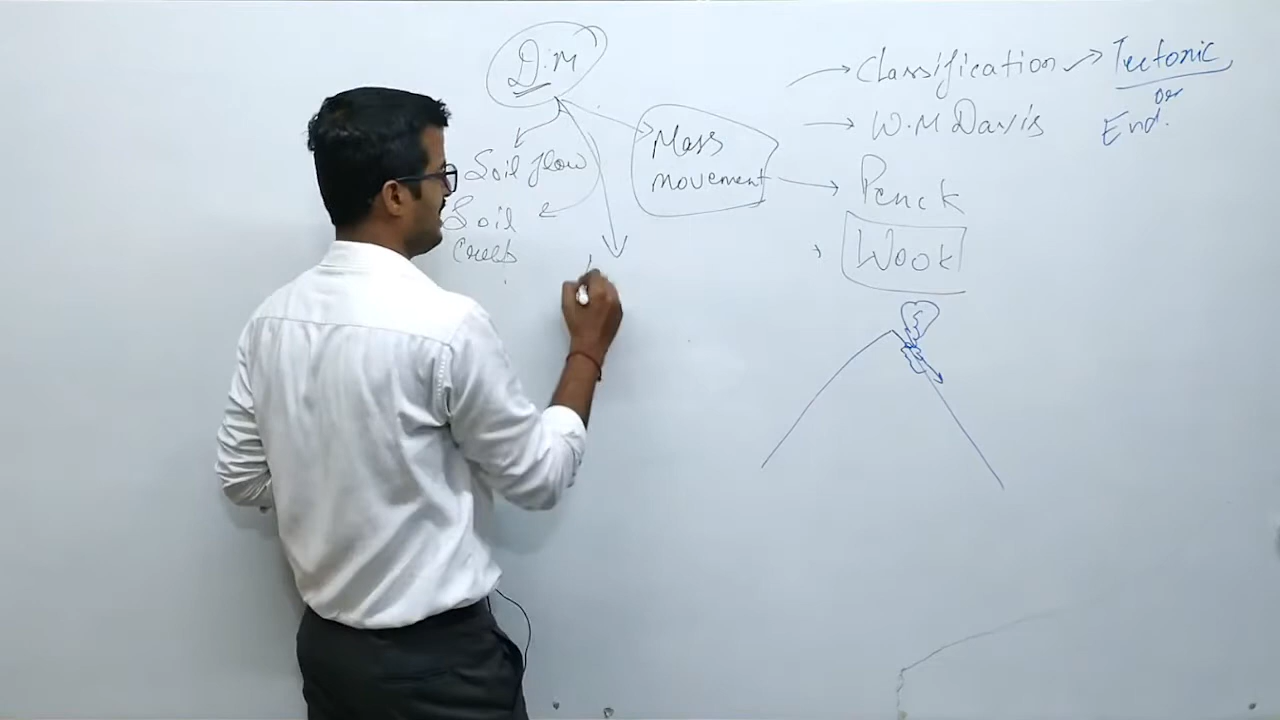 D.M
Soil flow
Soil
Creep
Mass
movement
Classification
Tectonic
or
End.
W.M Davis
Penck
Wook